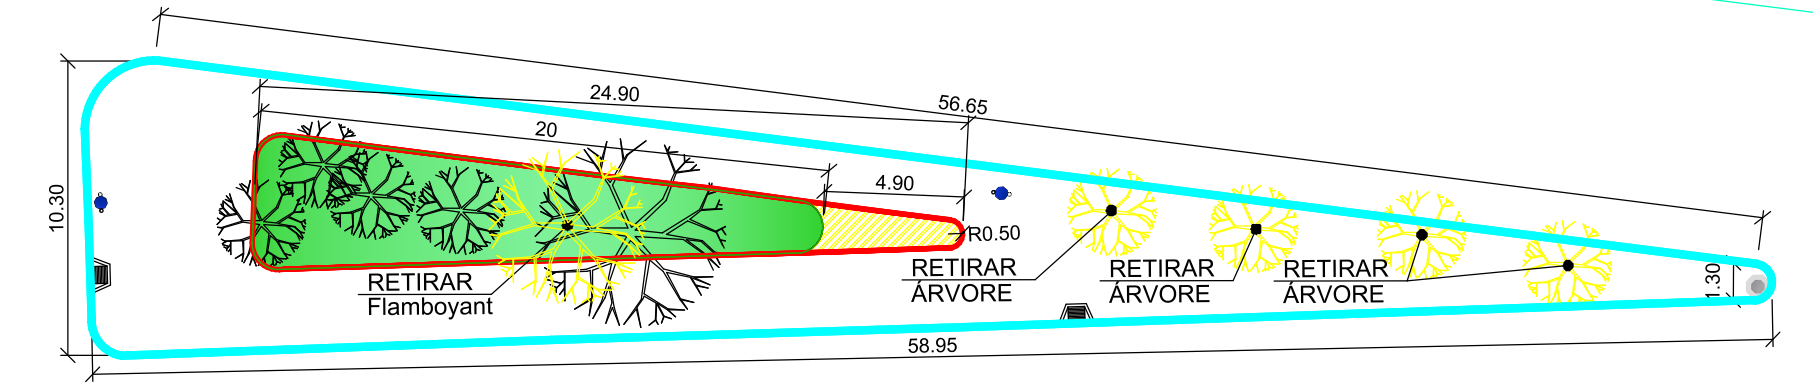 24.90
56.65
20
4.90
10.30
R0.50
RETIRAR
Flamboyant
RETIRAR
ÁRVORE
RETIRAR
ÁRVORE
RETIRAR
ÁRVORE
1.30
58.95